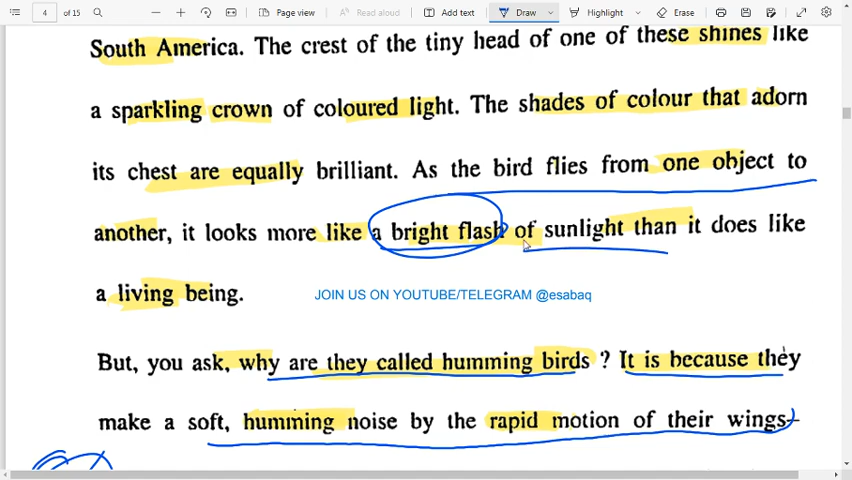 4 of 15 Page view Read aloud Add text Draw Highlight Erase
South America. The crest of the tiny head of one of these shines like
a sparkling crown of coloured light. The shades of colour that adorn
its chest are equally brilliant. As the bird flies from one object to
another, it looks more like a bright flash of sunlight than it does like
a living being.
JOIN US ON YOUTUBE/TELEGRAM @esabaq
But, you ask, why are they called humming birds ? It is because they
make a soft, humming noise by the rapid motion of their wings—